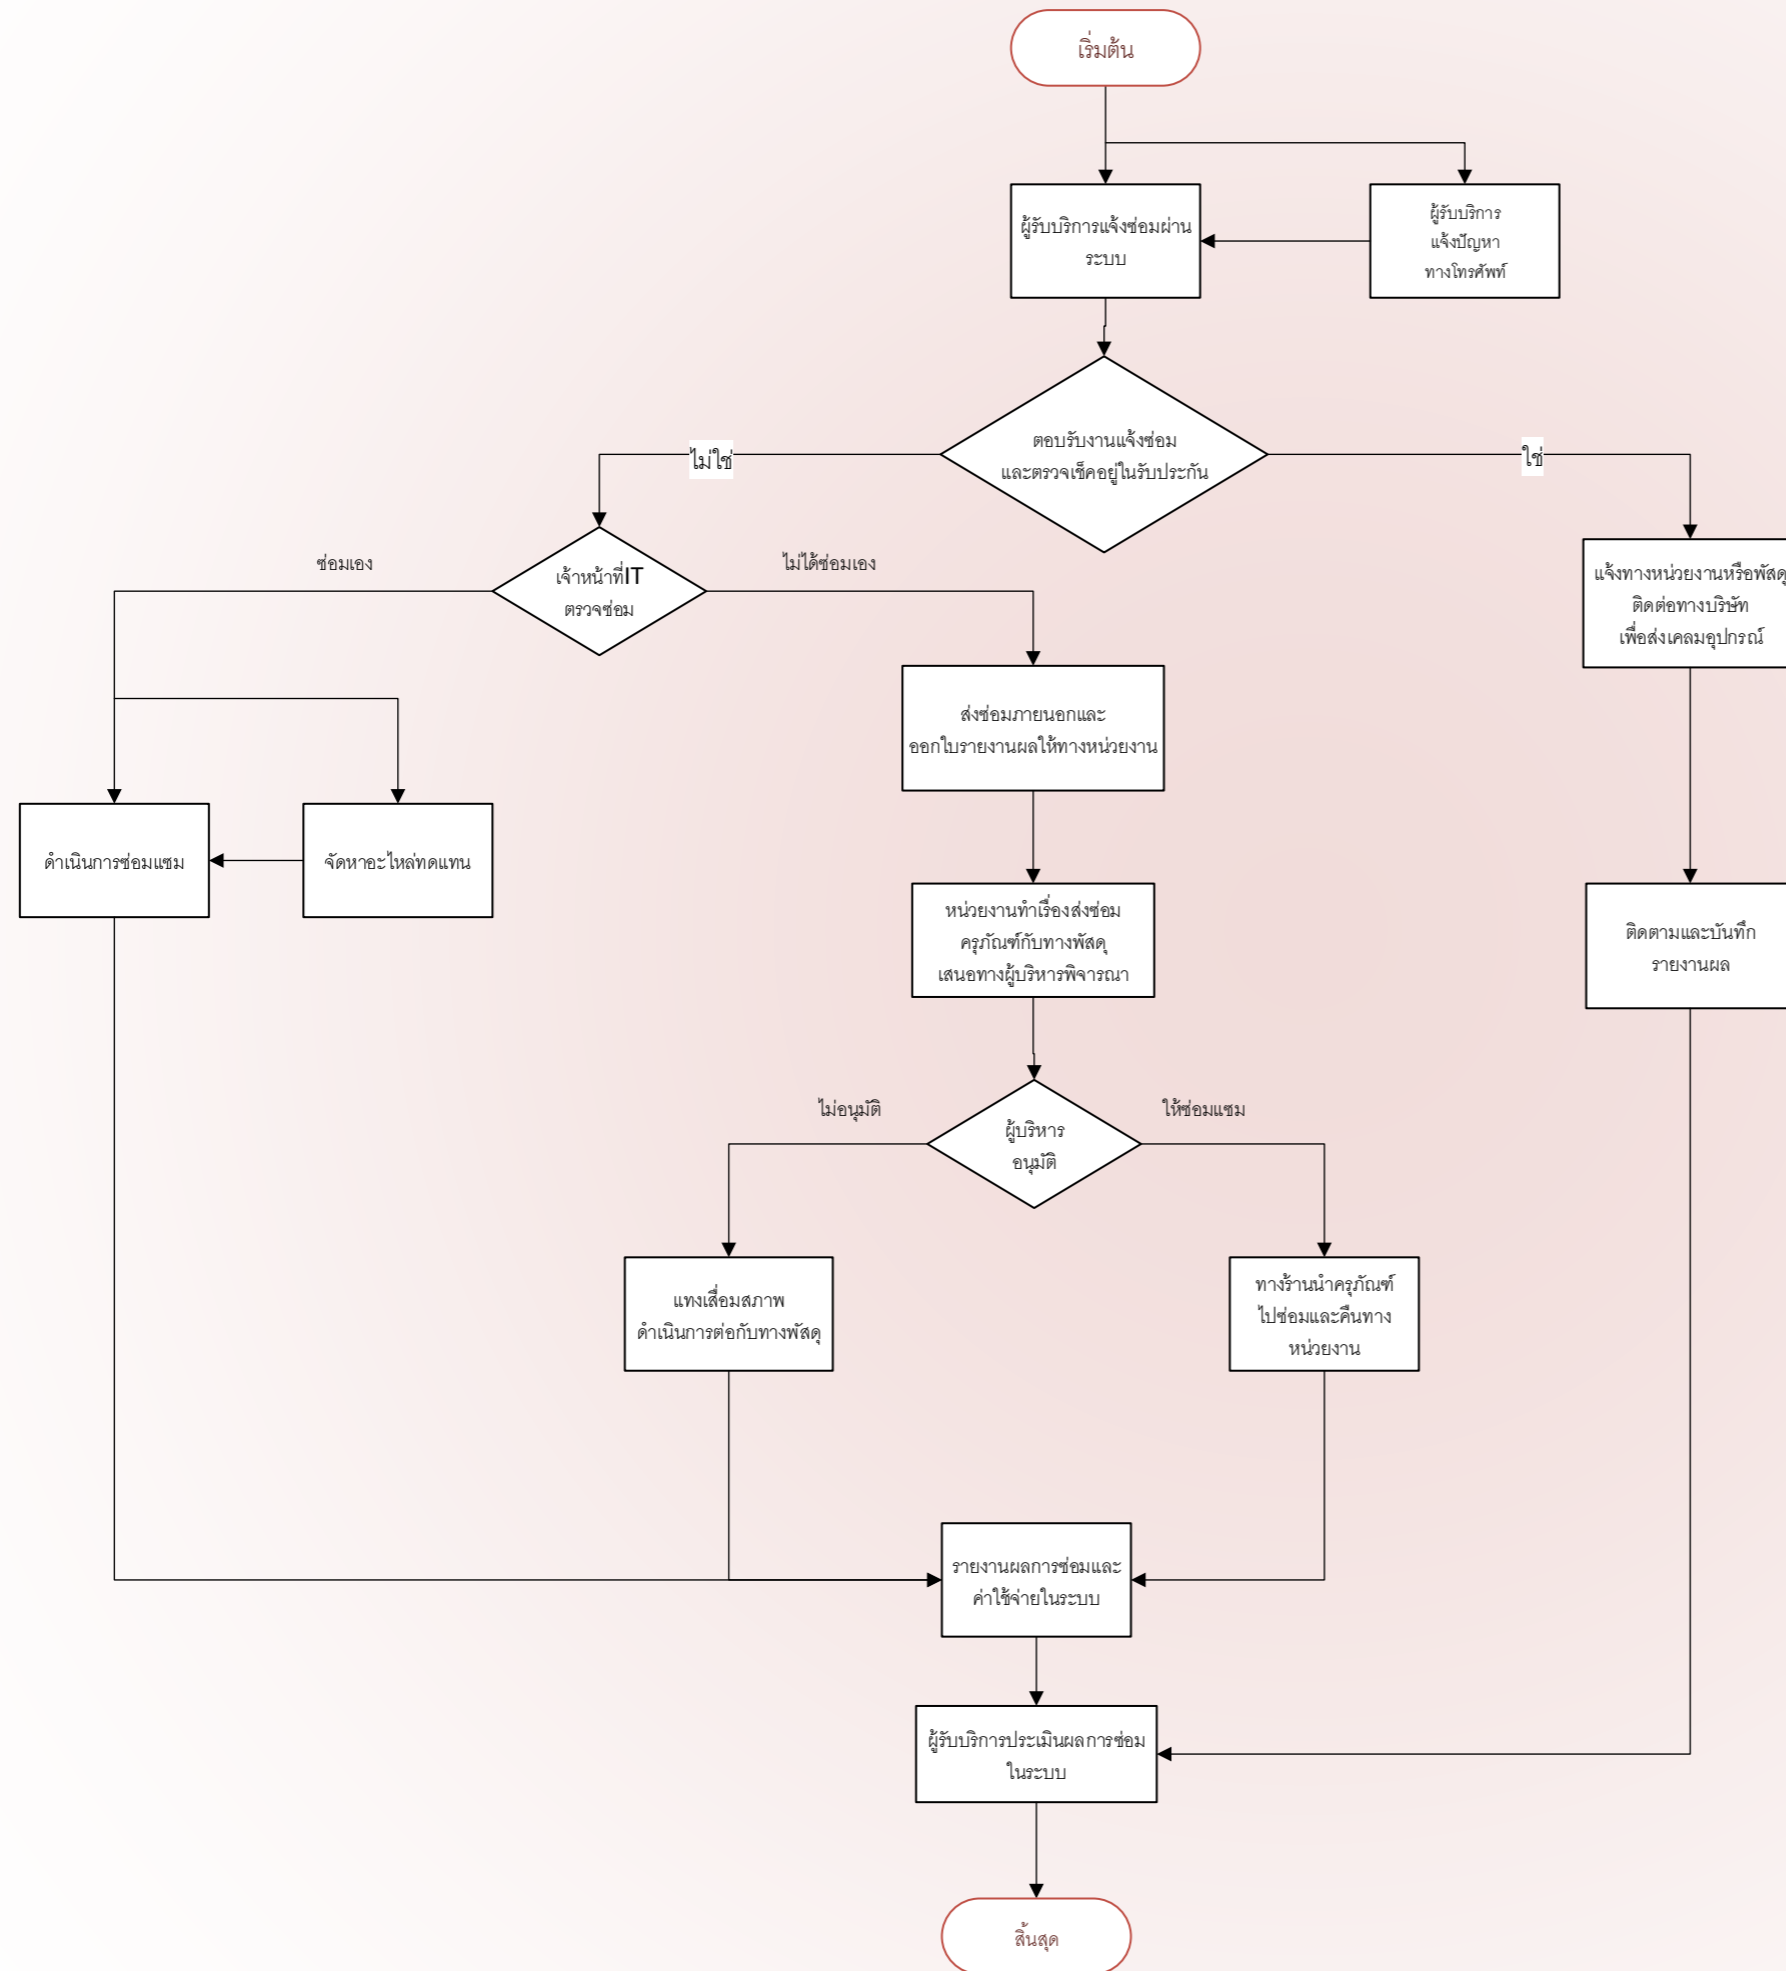 เริ่มต้น
ผู้รับบริการแจ้งซ่อมผ่าน
ระบบ
ผู้รับบริการ
แจ้งปัญหา
ทางโทรศัพท์
ตอบรับงานแจ้งซ่อม
และตรวจเช็คอยู่ในรับประกัน
ไม่ใช่
ใช่
เจ้าหน้าที่IT
ตรวจซ่อม
ซ่อมเอง
ไม่ได้ซ่อมเอง
แจ้งทางหน่วยงานหรือพัสดุ
ติดต่อทางบริษัท
เพื่อส่งเคลมอุปกรณ์
ส่งซ่อมภายนอกและ
ออกใบรายงานผลให้ทางหน่วยงาน
ดำเนินการซ่อมแซม
จัดหาอะไหล่ทดแทน
หน่วยงานทำเรื่องส่งซ่อม
ครุภัณฑ์กับทางพัสดุ
เสนอทางผู้บริหารพิจารณา
ติดตามและบันทึก
รายงานผล
ไม่อนุมัติ
ให้ซ่อมแซม
ผู้บริหาร
อนุมัติ
แทงเสื่อมสภาพ
ดำเนินการต่อกับทางพัสดุ
ทางร้านนำครุภัณฑ์
ไปซ่อมและคืนทาง
หน่วยงาน
รายงานผลการซ่อมและ
ค่าใช้จ่ายในระบบ
ผู้รับบริการประเมินผลการซ่อม
ในระบบ
สิ้นสุด